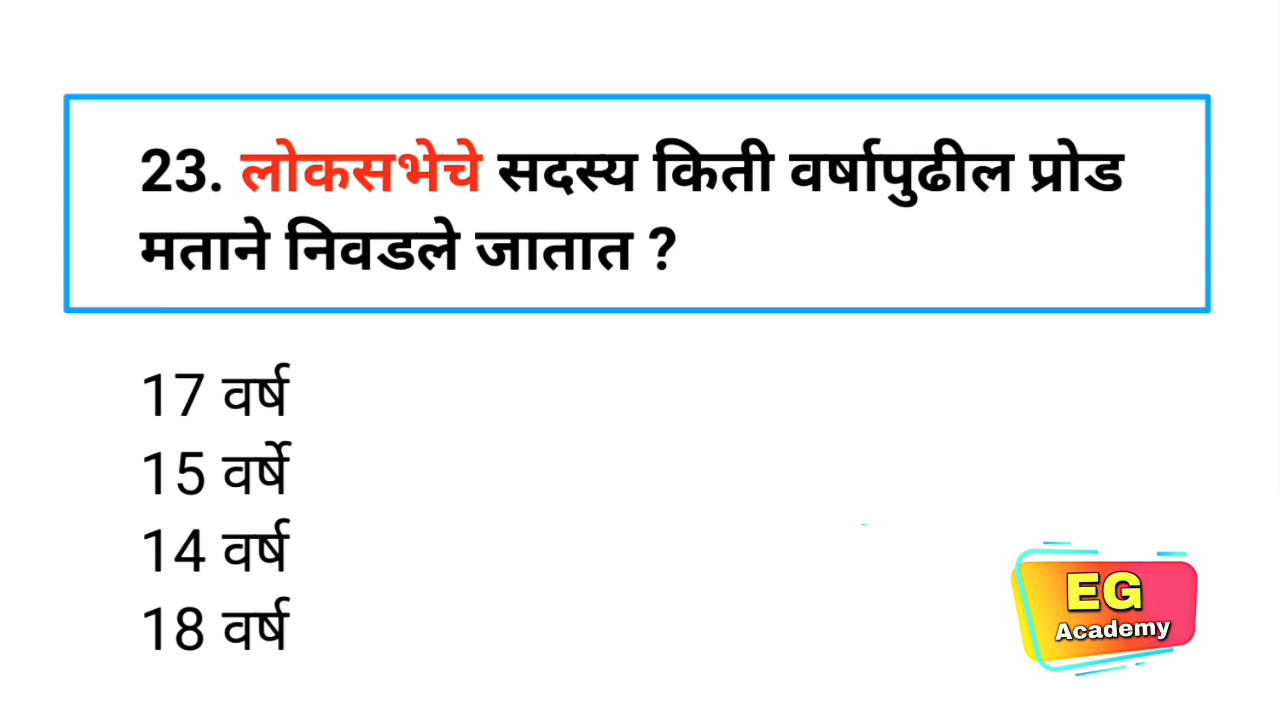 23. लोकसभेचे सदस्य किती वर्षापुढील प्रोड
मताने निवडले जातात ?
17 वर्ष
15 वर्षे
14 वर्ष
18 वर्ष
EG
Academy